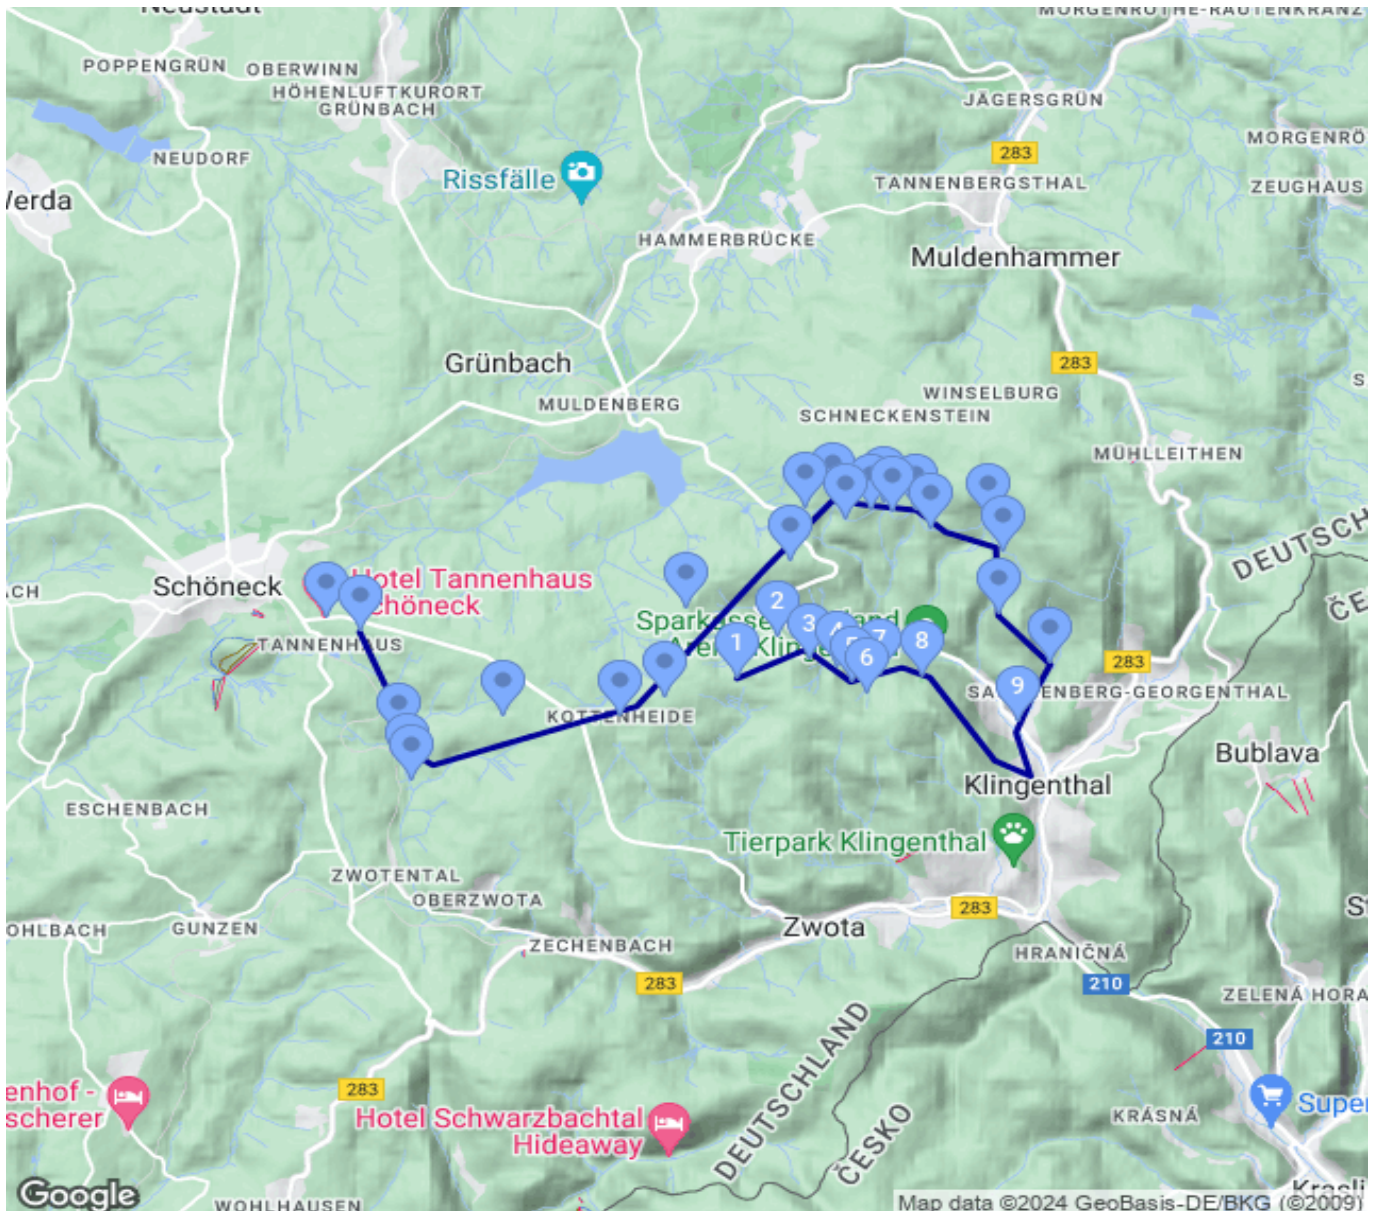 Neustadt
MORGENRÖTHE-RAUTENKRANZ
POPPENGRÜN
OBERWINN
HÖHENLUFTKURORT
GRÜNBACH
JÄGERSGRÜN
283
NEUDORF
Rissfälle
TANNENBERGSTHAL
ZEUGHAUS
HAMMERBRÜCKE
Muldenhammer
Grünbach
283
WINSELBURG
MULDENBERG
SCHNECKENSTEIN
MÜHLLEITHEN
Schöneck
Hotel Tannenhaus
Schöneck
TANNENHAUS
1
2
3
4
5
6
7
8
9
283
KOTTENHEIDE
Klingenthal
Bublava
ESCHENBACH
Tierpark Klingenthal
ZWOTENTAL
OBERZWOTA
283
GUNZEN
Zwota
ZECHENBACH
HRANIČNÁ
283
210
ZELENÁ HORA
210
283
DEUTSCHLAND
ČESKO
Hotel Schwarzbachtal
Hideaway
KRÁSNÁ
WOHLHAUSEN
Google
Map data ©2024 GeoBasis-DE/BKG (©2009)